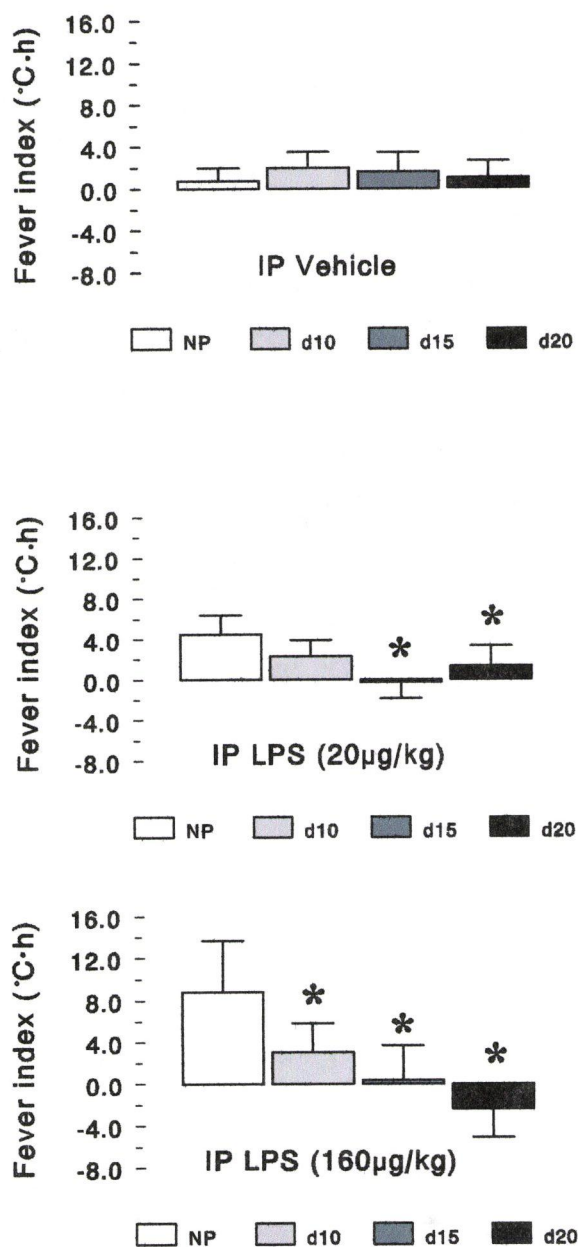 Fever index (°C·h)
16.0
12.0
8.0
4.0
0.0
-4.0
-8.0
IP Vehicle
NP d10 d15 d20
Fever index (°C·h)
16.0
12.0
8.0
4.0
0.0
-4.0
-8.0
* *
IP LPS (20µg/kg)
NP d10 d15 d20
Fever index (°C·h)
16.0
12.0
8.0
4.0
0.0
-4.0
-8.0
* * *
IP LPS (160µg/kg)
NP d10 d15 d20